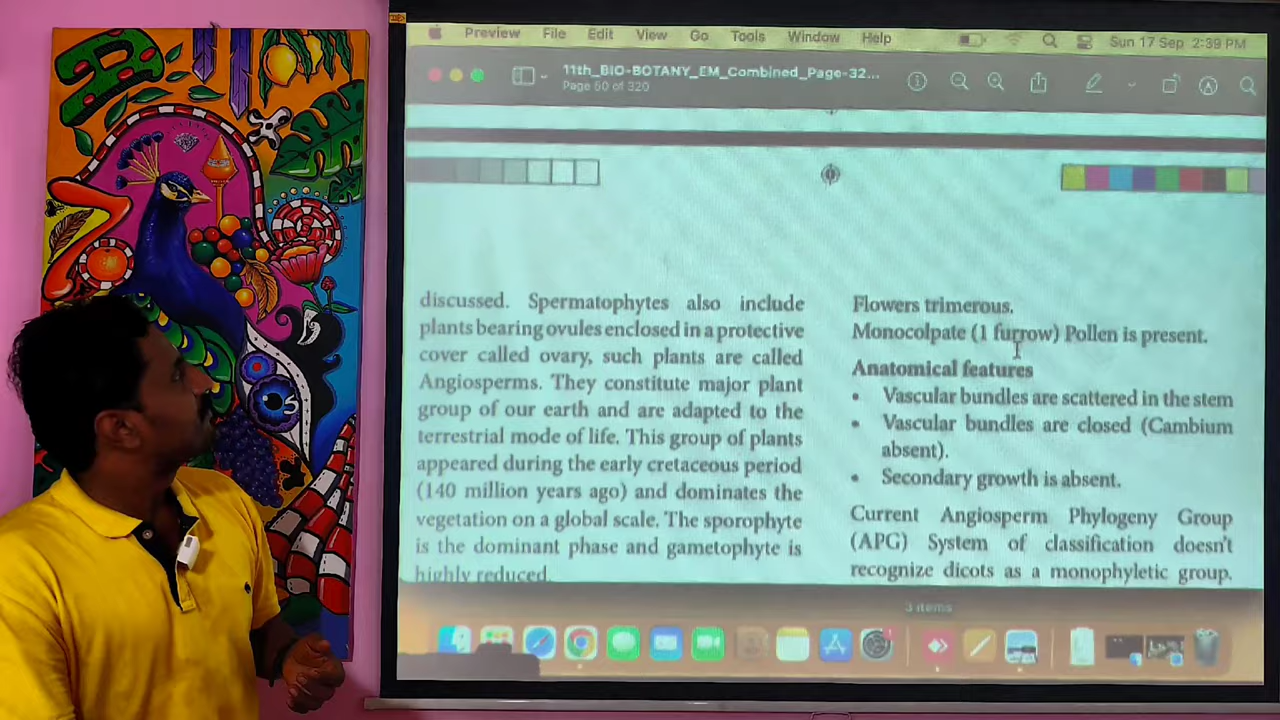 Preview File Edit View Go Tools Window Help Sun 17 Sep 2:39 PM
11th_BIO-BOTANY_EM_Combined_Page-32...
Page 50 of 320
discussed. Spermatophytes also include
plants bearing ovules enclosed in a protective
cover called ovary, such plants are called
Angiosperms. They constitute major plant
group of our earth and are adapted to the
terrestrial mode of life. This group of plants
appeared during the early cretaceous period
(140 million years ago) and dominates the
vegetation on a global scale. The sporophyte
is the dominant phase and gametophyte is
highly reduced.
Flowers trimerous.
Monocolpate (1 furrow) Pollen is present.
Anatomical features
• Vascular bundles are scattered in the stem
• Vascular bundles are closed (Cambium
absent).
• Secondary growth is absent.
Current Angiosperm Phylogeny Group
(APG) System of classification doesn't
recognize dicots as a monophyletic group.
3 items